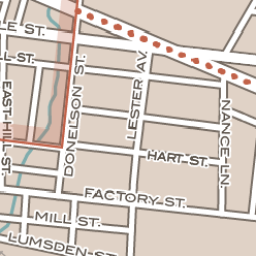 LE ST.
LL ST.
EAST HILL ST.
DONELSON ST.
LESTER AV.
NANCE LN.
HART ST.
FACTORY ST.
MILL ST.
LUMSDEN ST.